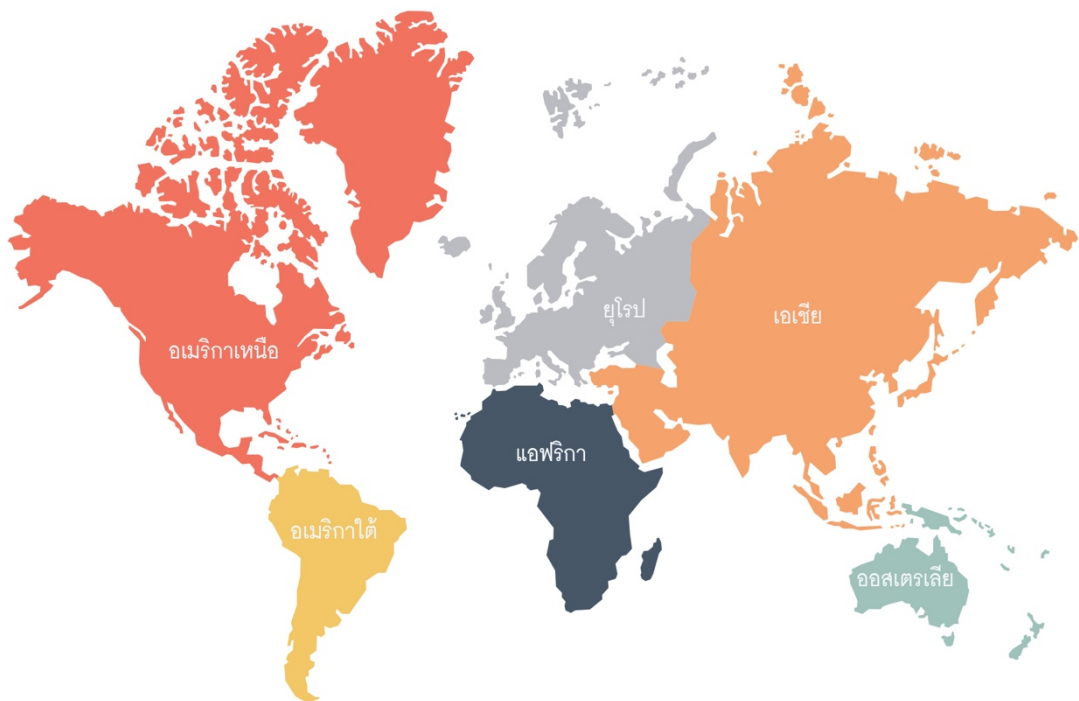 ยุโรป
เอเชีย
อเมริกาเหนือ
แอฟริกา
อเมริกาใต้
ออสเตรเลีย